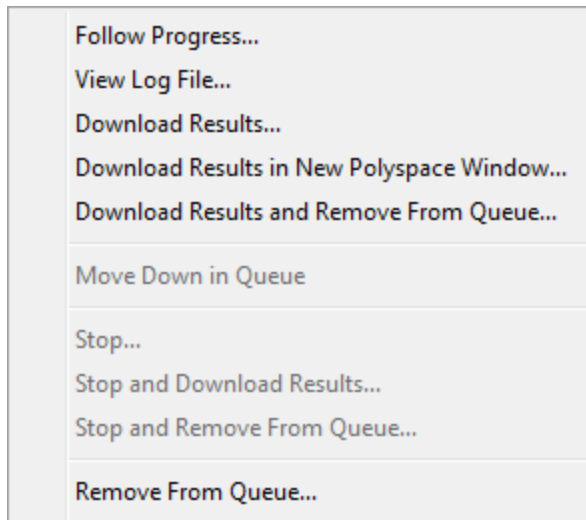 Follow Progress...
View Log File...
Download Results...
Download Results in New Polyspace Window...
Download Results and Remove From Queue...
Move Down in Queue
Stop...
Stop and Download Results...
Stop and Remove From Queue...
Remove From Queue...